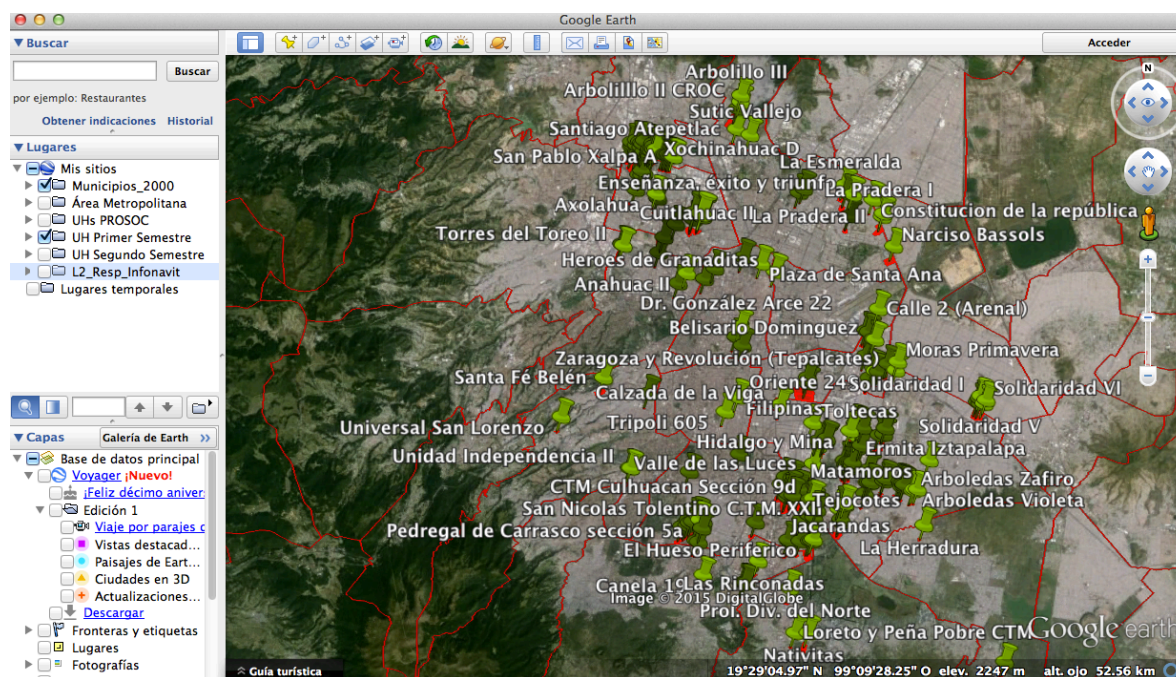 Google Earth
Buscar
Buscar
por ejemplo: Restaurantes
Obtener indicaciones Historial
Lugares
Mis sitios
Municipios_2000
Área Metropolitana
UHs PROSOC
UH Primer Semestre
UH Segundo Semestre
L2_Resp_Infonavit
Lugares temporales
Capas
Galería de Earth >>
Base de datos principal
Voyager ¡Nuevo!
¡Feliz décimo aniver
Edición 1
Viaje por parajes
Vistas destacad...
Paisajes de Eart...
Ciudades en 3D
Actualizaciones...
Descargar
Fronteras y etiquetas
Lugares
Fotografías
Acceder
N
Arbolillo III
Arbolilllo II CROC
Sutic Vallejo
Santiago Atepetlac
Xochinahuac D
San Pablo Xalpa A
La Esmeralda
Enseñanza, éxito y triunfo
La Pradera I
Axolahua
Cuitlahuac II
La Pradera II
Constitucion de la república
Torres del Toreo II
Narciso Bassols
Heroes de Granaditas
Plaza de Santa Ana
Anahuac II
Dr. González Arce 22
Calle 2 (Arenal)
Belisario Dominguez
Zaragoza y Revolución (Tepalcates)
Moras Primavera
Santa Fé Belén
Oriente 24
Solidaridad I
Solidaridad VI
Calzada de la Viga
Filipinas
Toltecas
Universal San Lorenzo
Tripoli 605
Solidaridad V
Hidalgo y Mina
Ermita Iztapalapa
Unidad Independencia II
Valle de las Luces
Matamoros
Arboledas Zafiro
CTM Culhuacan Sección 9d
Tejocotes
Arboledas Violeta
San Nicolas Tolentino C.T.M. XXII
Pedregal de Carrasco sección 5a
Jacarandas
El Hueso Periferico
La Herradura
Canela 19
Las Rinconadas
Image © 2015 DigitalGlobe
Prol. Div. del Norte
Loreto y Peña Pobre CTM
Google earth
Nativitas
Guía turística
19°29'04.97" N 99°09'28.25" O elev. 2247 m alt. ojo 52.56 km